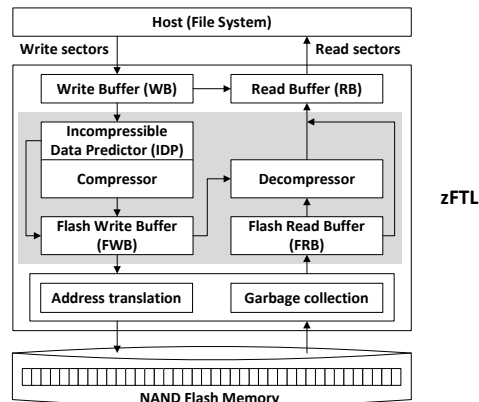 Host (File System)
Write sectors
Read sectors
Write Buffer (WB)
Read Buffer (RB)
Incompressible
Data Predictor (IDP)
Compressor
Decompressor
zFTL
Flash Write Buffer
(FWB)
Flash Read Buffer
(FRB)
Address translation
Garbage collection
NAND Flash Memory